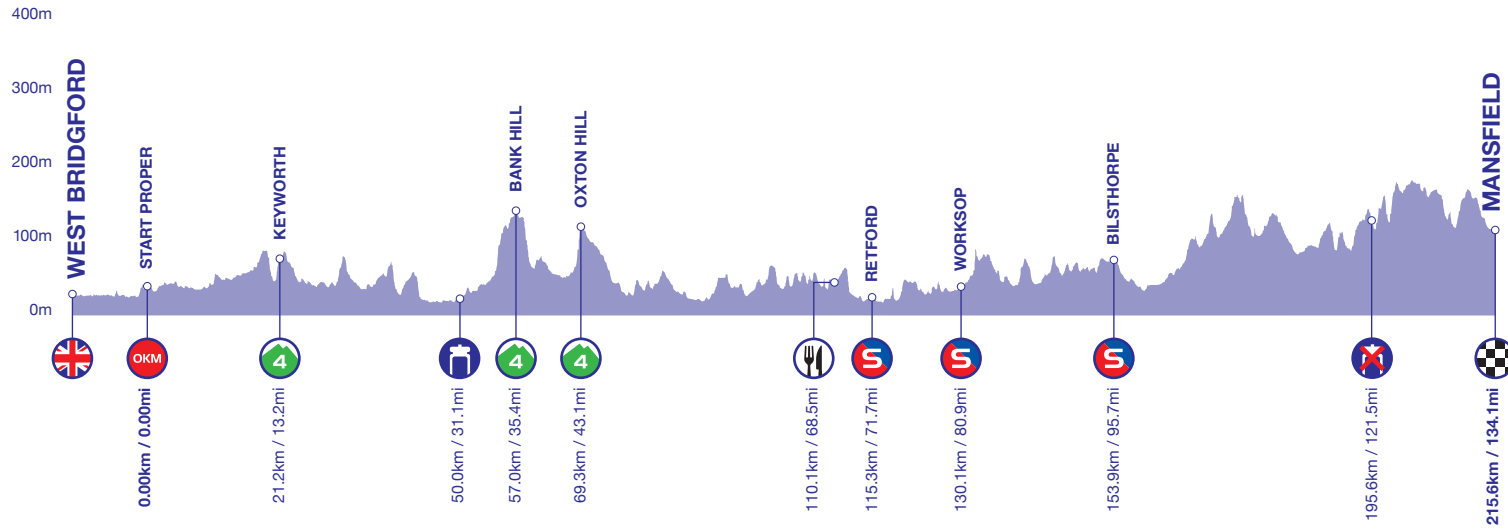 400m
300m
200m
100m
0m
WEST BRIDGFORD
START PROPER
KEYWORTH
BANK HILL
OXTON HILL
RETFORD
WORKSOP
BILSTHORPE
MANSFIELD
OKM
4
4
4
S
S
S
0.00km / 0.00mi
21.2km / 13.2mi
50.0km / 31.1mi
57.0km / 35.4mi
69.3km / 43.1mi
110.1km / 68.5mi
115.3km / 71.7mi
130.1km / 80.9mi
153.9km / 95.7mi
195.6km / 121.5mi
215.6km / 134.1mi